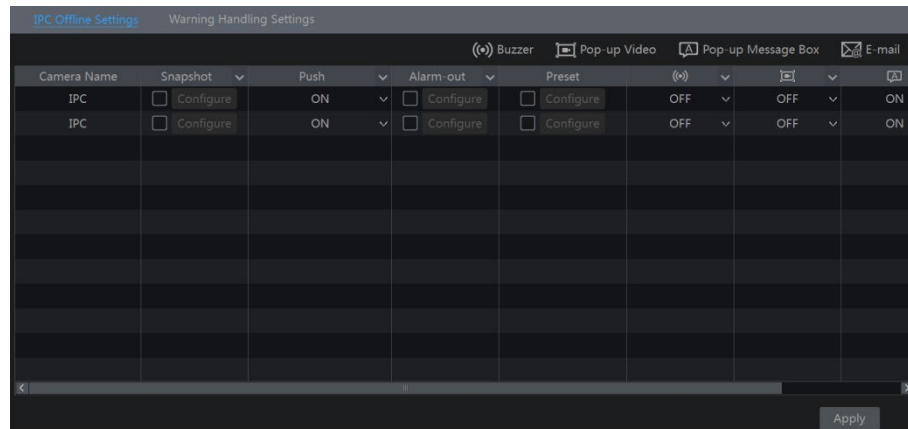 IPC Offline Settings Warning Handling Settings
Buzzer Pop-up Video Pop-up Message Box E-mail
Camera Name Snapshot Push Alarm-out Preset
IPC Configure ON Configure Configure OFF OFF ON
IPC Configure ON Configure Configure OFF OFF ON
Apply